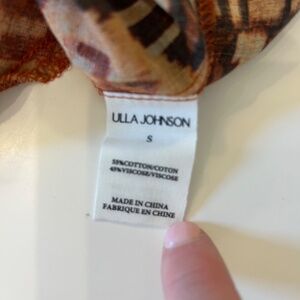 ULLA JOHNSON
S
55%COTTON/COTON
45%VISCOSE/VISCOSE
MADE IN CHINA
FABRIQUE EN CHINE